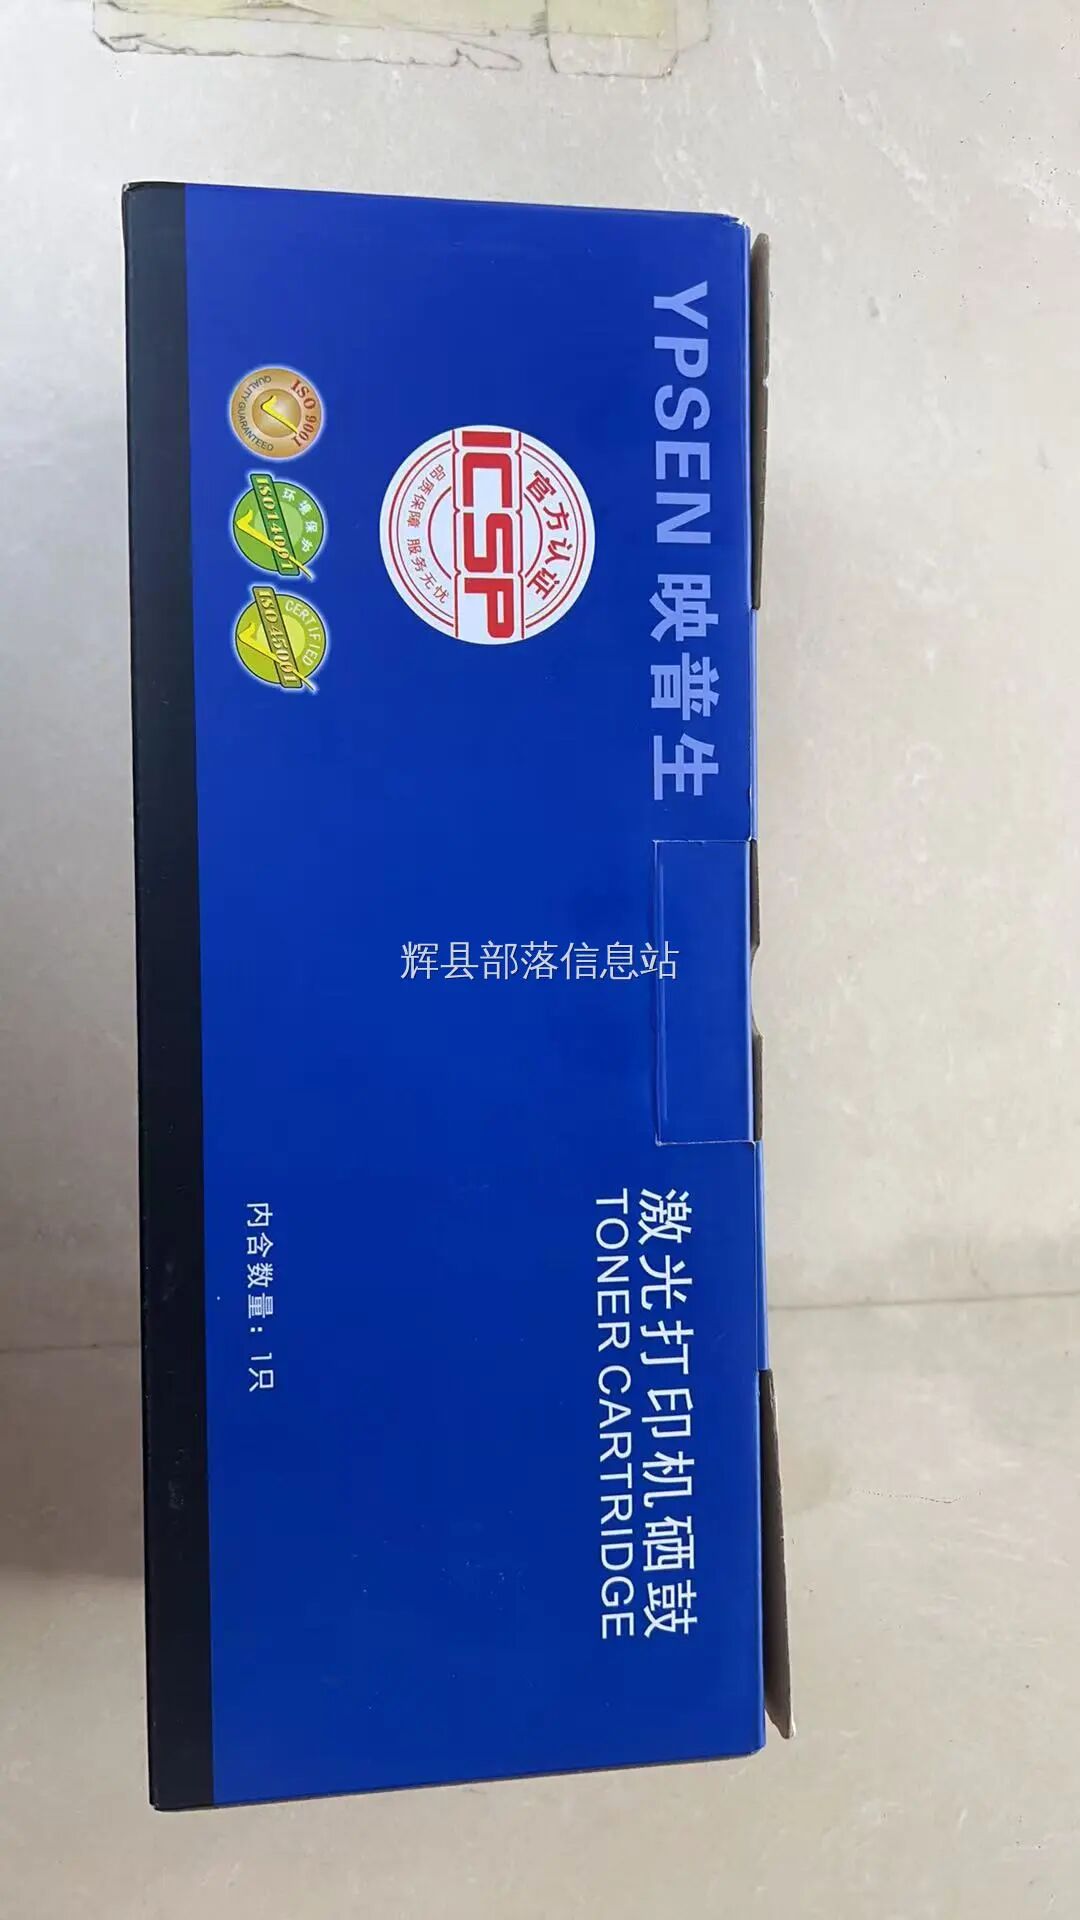 YPSEN 映普生
官方认证
ICSP
品质保障 服务无忧
ISO 9001
QUALITY GUARANTEED
环境保护
ISO14001
CERTIFIED
ISO45001
激光打印机硒鼓
TONER CARTRIDGE
内含数量：1只
辉县部落信息站